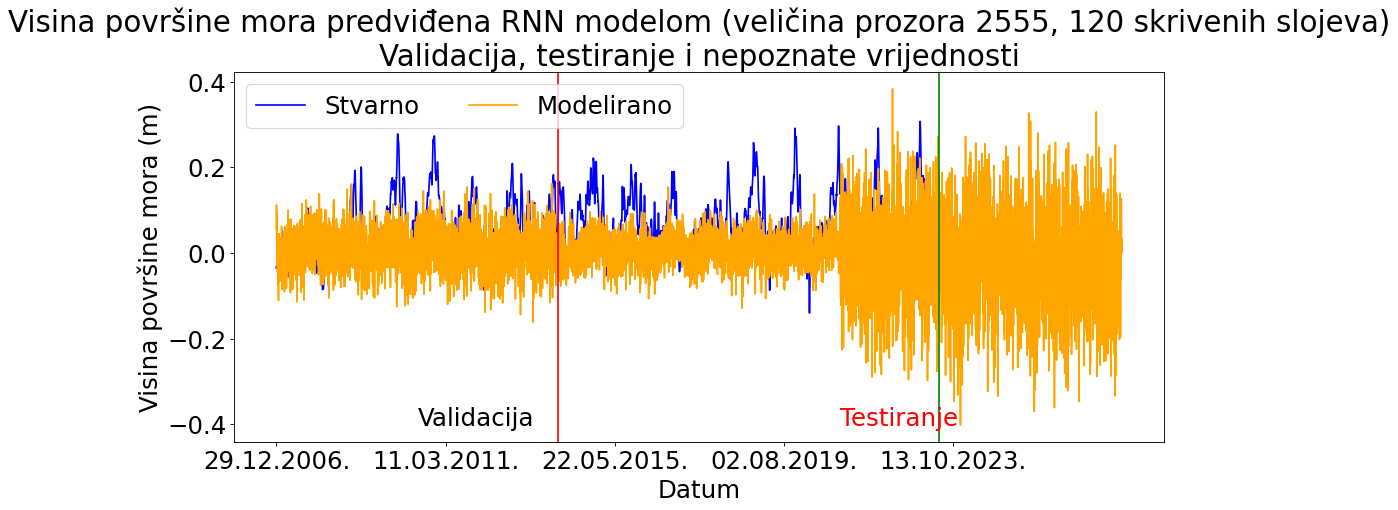 Visina površine mora predviđena RNN modelom (veličina prozora 2555, 120 skrivenih slojeva)
Validacija, testiranje i nepoznate vrijednosti
Stvarno
Modelirano
Visina površine mora (m)
0.4
0.2
0.0
−0.2
−0.4
Validacija
Testiranje
29.12.2006.
11.03.2011.
22.05.2015.
02.08.2019.
13.10.2023.
Datum